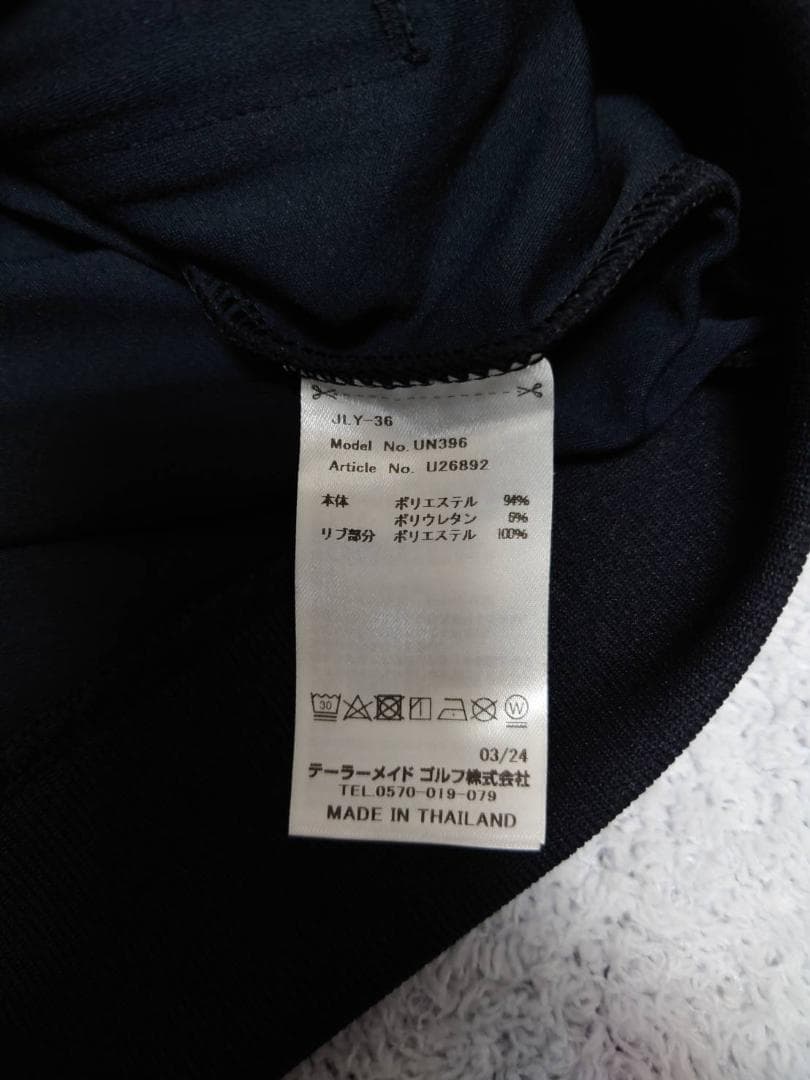 JLY-36
Model No. UN396
Article No. U26892
本体 ポリエステル 94%
ポリウレタン 6%
リブ部分 ポリエステル 100%
30
W
03/24
テーラーメイド ゴルフ株式会社
TEL.0570-019-079
MADE IN THAILAND